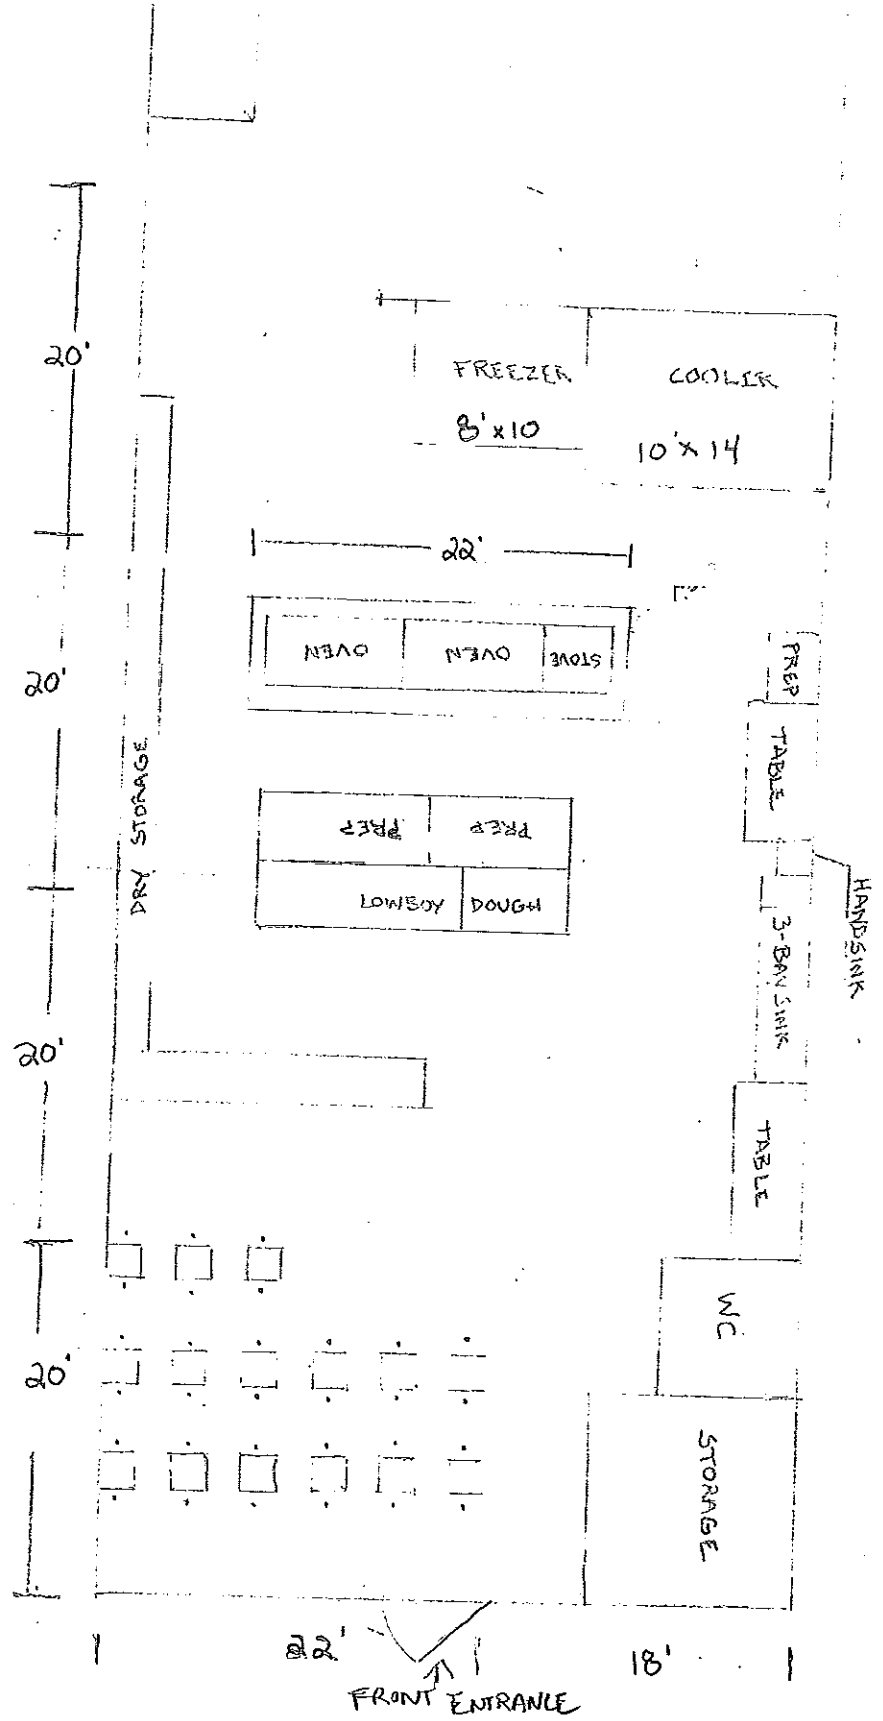 20'
FREEZER
8'x10
COOLER
10'x14
22'
OVEN
OVEN
STOVE
PREP
20'
TABLE
DRY STORAGE
PREP
PREP
LOWBOY
DOUGH
HANDSINK
3-BAY SINK
20'
TABLE
WC
20'
STORAGE
22'
18'
FRONT ENTRANCE